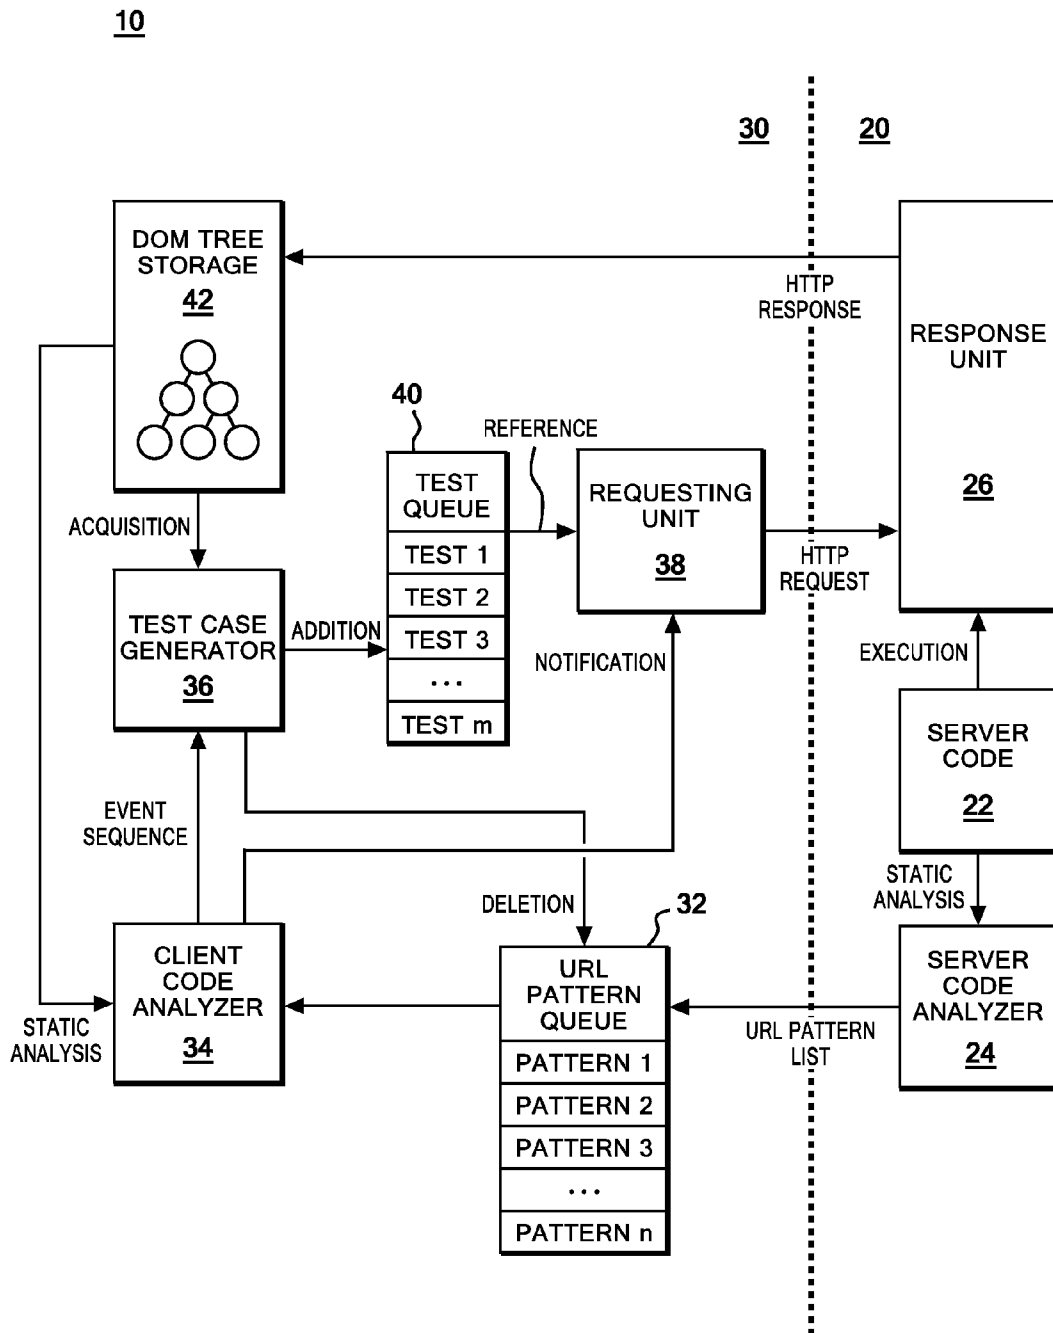 10
30
20
DOM TREE
STORAGE
42
HTTP
RESPONSE
RESPONSE
UNIT
26
40
REFERENCE
TEST
QUEUE
TEST 1
TEST 2
TEST 3
...
TEST m
REQUESTING
UNIT
38
HTTP
REQUEST
ACQUISITION
TEST CASE
GENERATOR
36
ADDITION
NOTIFICATION
EXECUTION
SERVER
CODE
22
EVENT
SEQUENCE
STATIC
ANALYSIS
DELETION
32
CLIENT
CODE
ANALYZER
34
STATIC
ANALYSIS
URL
PATTERN
QUEUE
PATTERN 1
PATTERN 2
PATTERN 3
...
PATTERN n
URL PATTERN
LIST
SERVER
CODE
ANALYZER
24